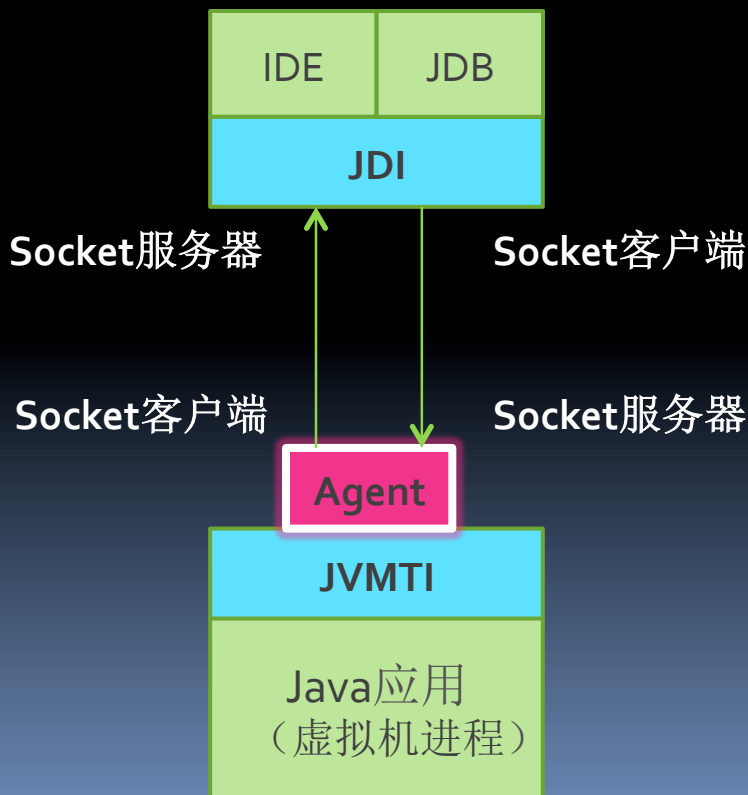 IDE
JDB
JDI
Socket服务器
Socket客户端
Socket客户端
Socket服务器
Agent
JVMTI
Java应用
（虚拟机进程）